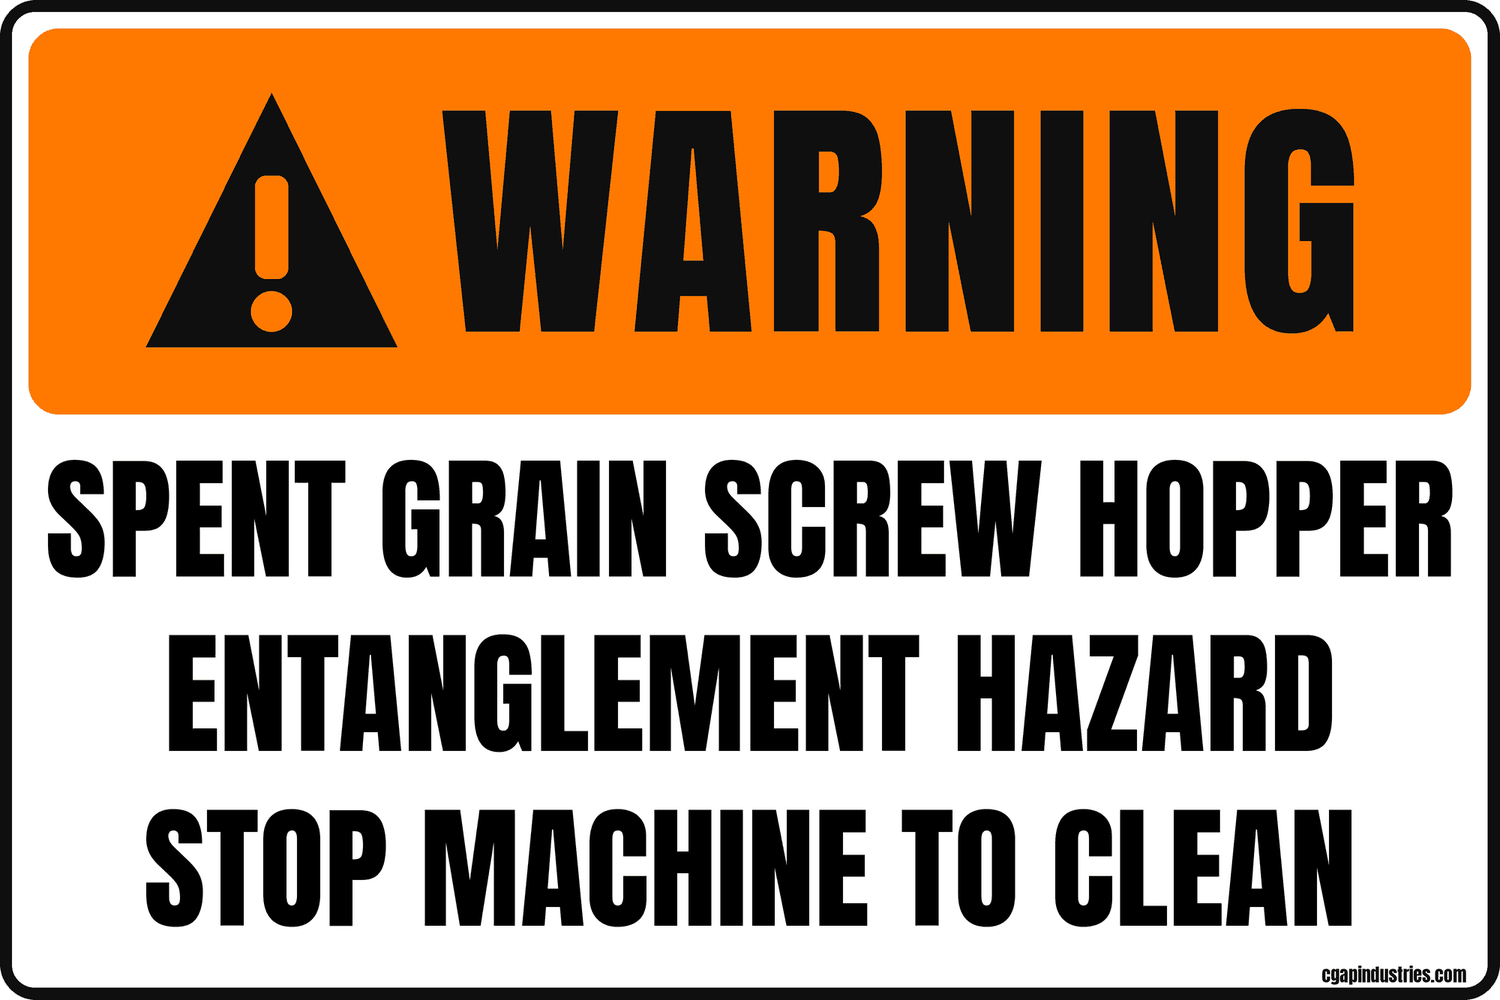 WARNING
SPENT GRAIN SCREW HOPPER
ENTANGLEMENT HAZARD
STOP MACHINE TO CLEAN
cgapindustries.com